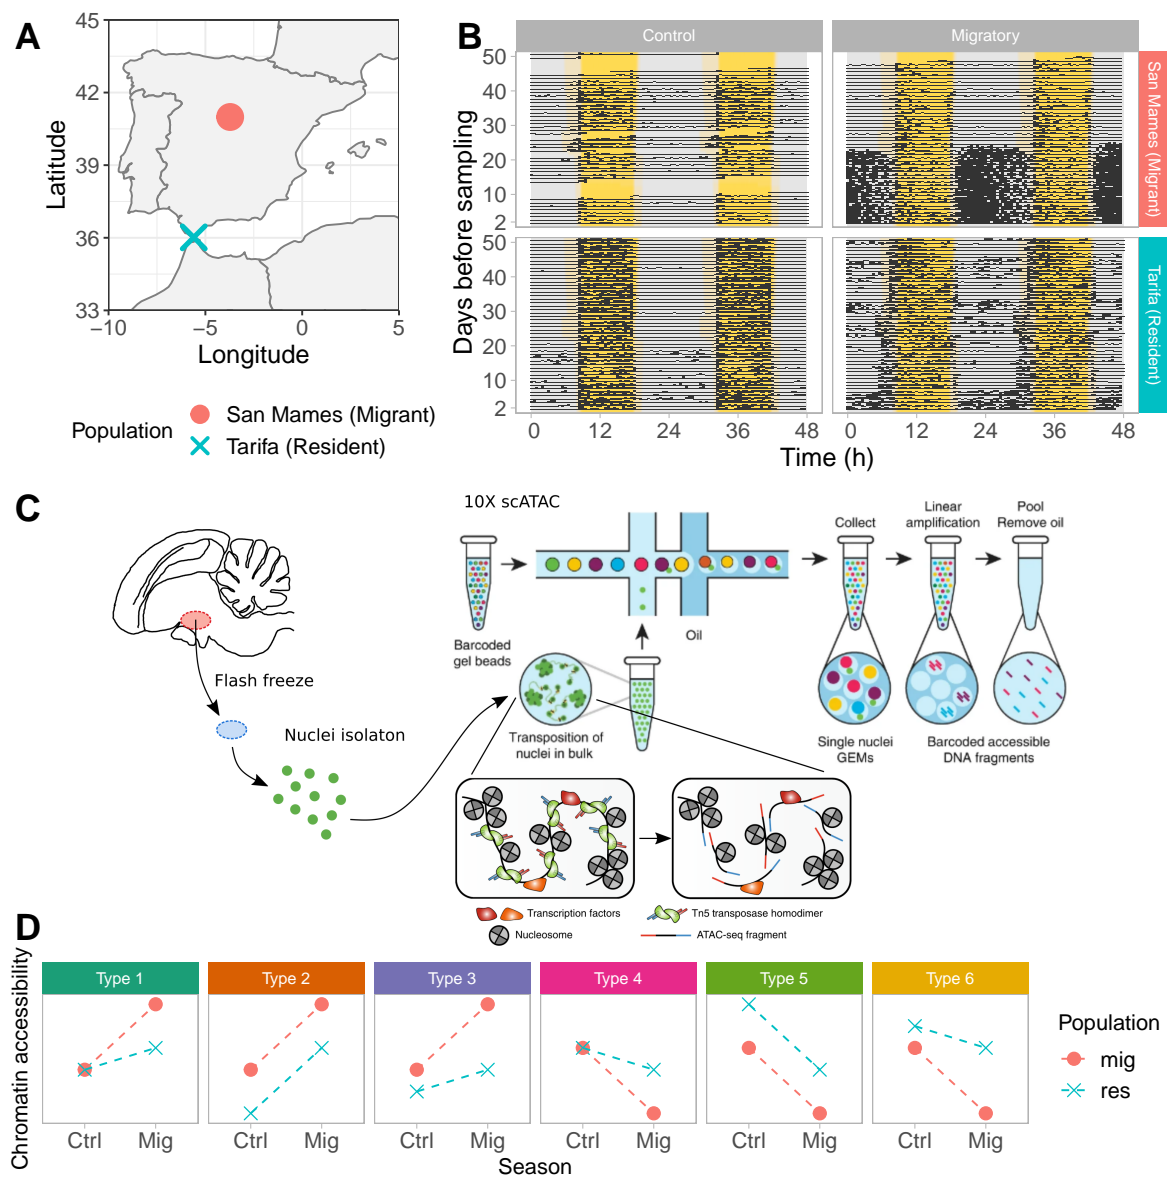 A
45
42
39
36
33
Latitude
−10
−5
0
5
Longitude
Population
San Mames (Migrant)
Tarifa (Resident)
B
Control
Migratory
Days before sampling
50
40
30
20
10
2
50
40
30
20
10
2
San Mames (Migrant)
Tarifa (Resident)
0
12
24
36
48
0
12
24
36
48
Time (h)
C
10X scATAC
Flash freeze
Nuclei isolaton
Barcoded
gel beads
Oil
Transposition of
nuclei in bulk
Collect
Linear
amplification
Pool
Remove oil
Single nuclei
GEMs
Barcoded accessible
DNA fragments
Transcription factors
Tn5 transposase homodimer
Nucleosome
ATAC-seq fragment
D
Chromatin accessibility
Type 1
Type 2
Type 3
Type 4
Type 5
Type 6
Ctrl Mig
Ctrl Mig
Ctrl Mig
Ctrl Mig
Ctrl Mig
Ctrl Mig
Season
Population
mig
res